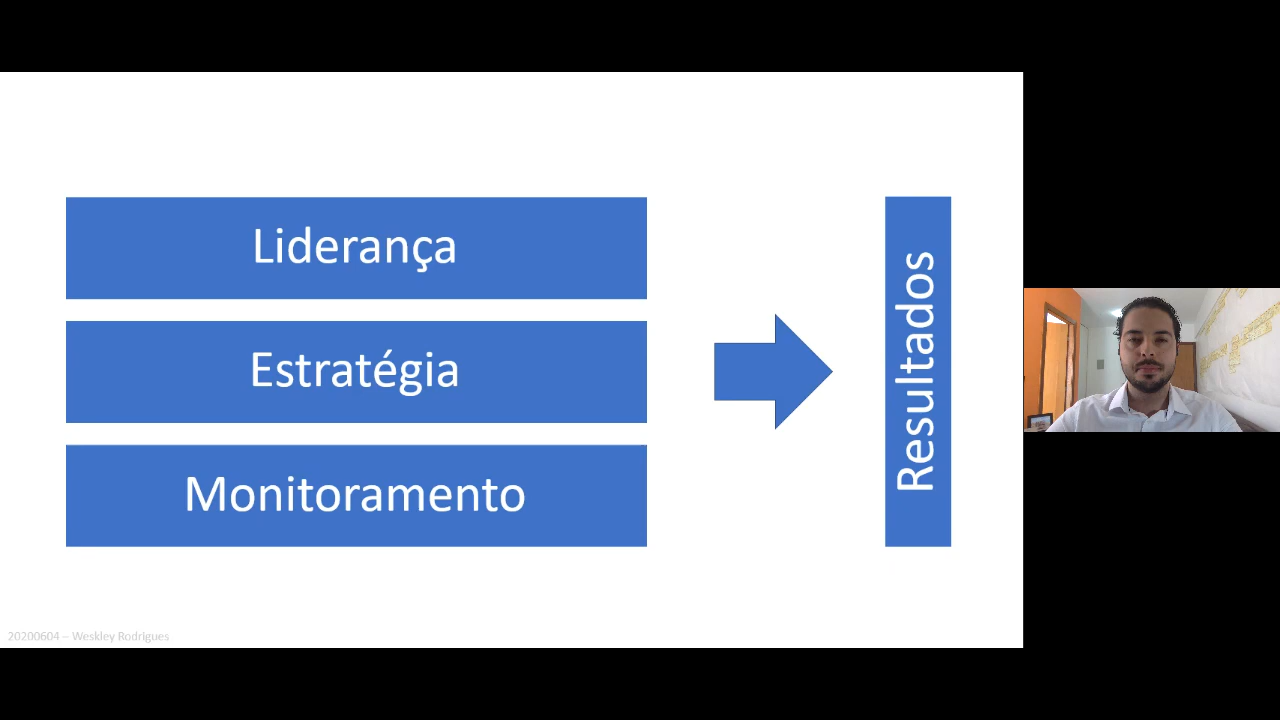 Liderança
Estratégia
Monitoramento
Resultados
20200604 – Weskley Rodrigues